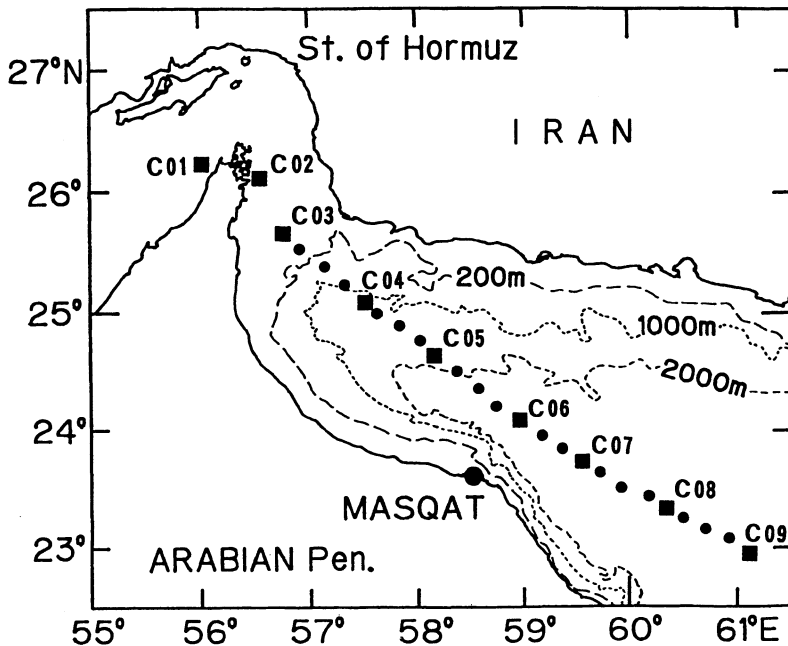 St. of Hormuz
27°N
IRAN
C01
C02
26°
C03
C04
200m
25°
1000m
C05
2000m
C06
24°
C07
C08
MASQAT
C09
23°
ARABIAN Pen.
55° 56° 57° 58° 59° 60° 61°E